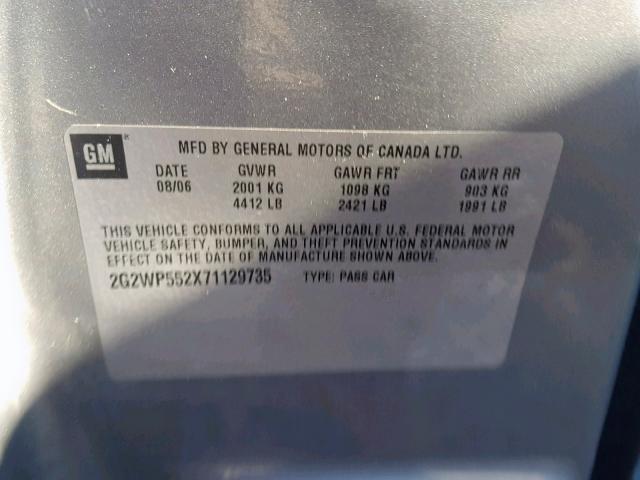 GM
MFD BY GENERAL MOTORS OF CANADA LTD.
DATE GVWR GAWR FRT GAWR RR
08/06 2001 KG 1098 KG 903 KG
4412 LB 2421 LB 1991 LB
THIS VEHICLE CONFORMS TO ALL APPLICABLE U.S. FEDERAL MOTOR
VEHICLE SAFETY, BUMPER, AND THEFT PREVENTION STANDARDS IN
EFFECT ON THE DATE OF MANUFACTURE SHOWN ABOVE.
2G2WP552X71129735 TYPE: PASS CAR